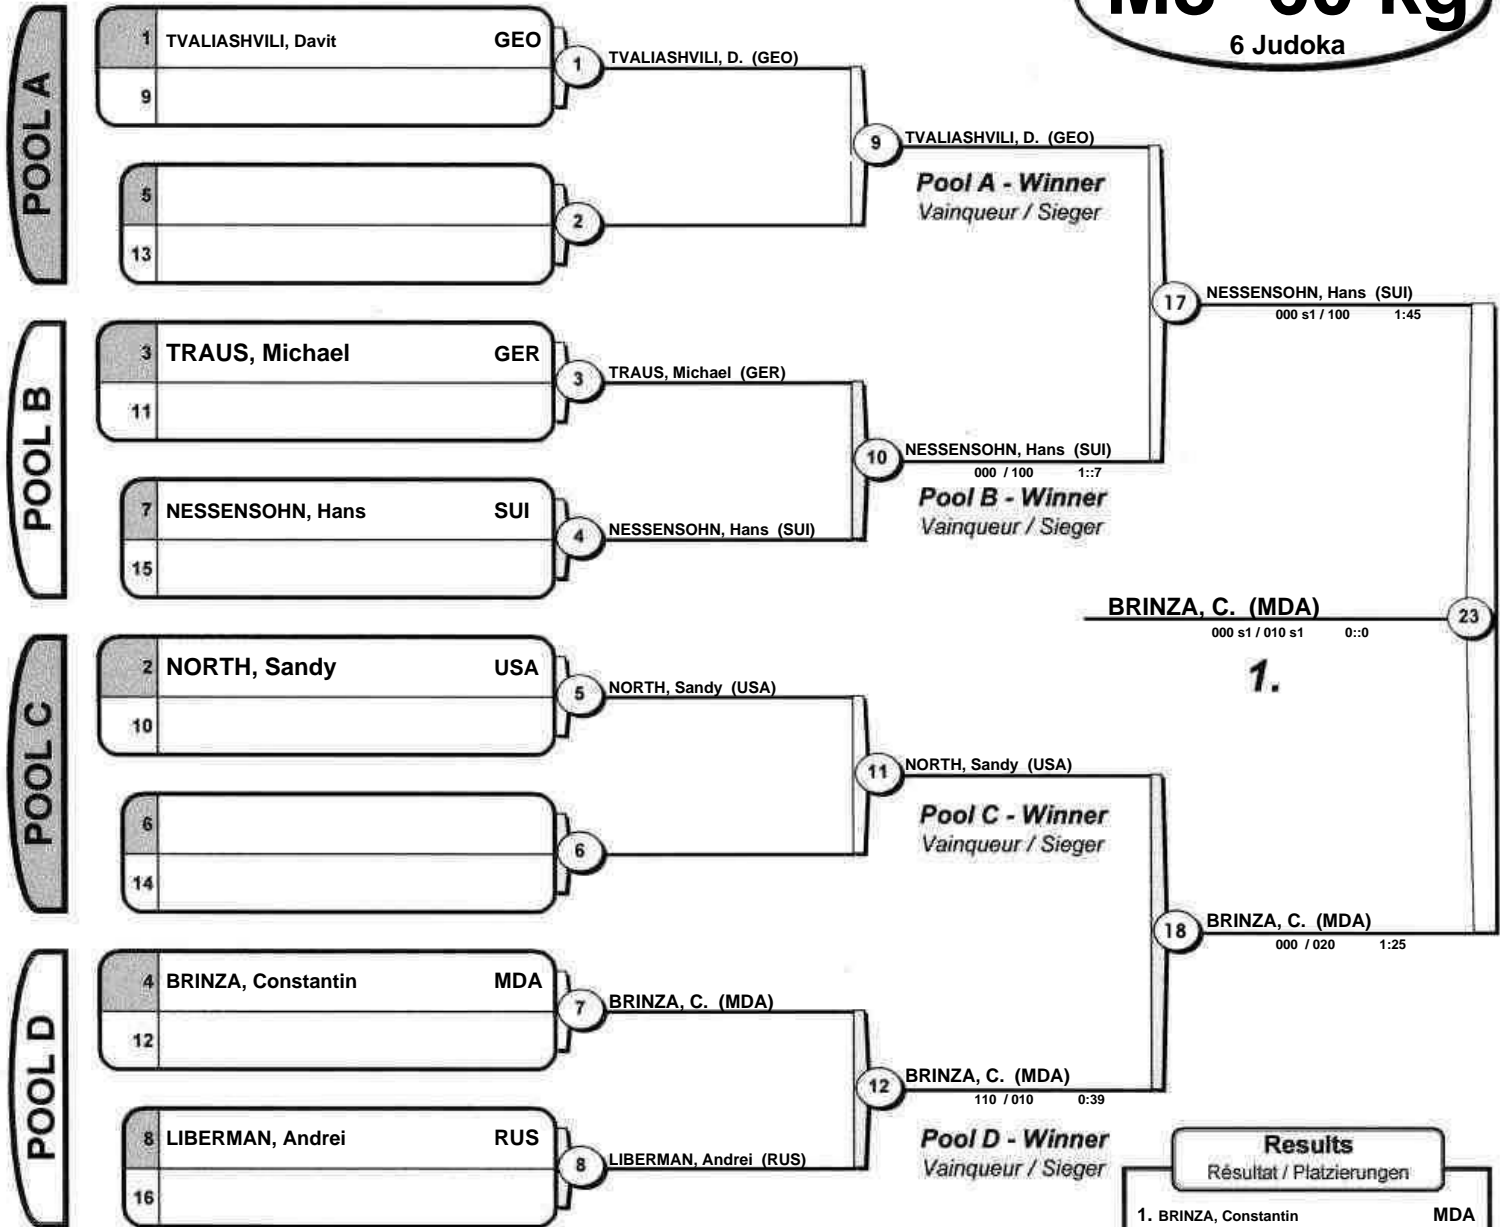 6 Judoka
POOL A
1 TVALIASHVILI, Davit GEO
9
1
TVALIASHVILI, D. (GEO)
5
13
2
9
TVALIASHVILI, D. (GEO)
Pool A - Winner
Vainqueur / Sieger
POOL B
3 TRAUS, Michael GER
11
3
TRAUS, Michael (GER)
7 NESSENSOHN, Hans SUI
15
4
NESSENSOHN, Hans (SUI)
10
NESSENSOHN, Hans (SUI)
000 / 100 1::7
Pool B - Winner
Vainqueur / Sieger
17
NESSENSOHN, Hans (SUI)
000 s1 / 100 1:45
BRINZA, C. (MDA)
000 s1 / 010 s1 0::0
23
1.
POOL C
2 NORTH, Sandy USA
10
5
NORTH, Sandy (USA)
6
14
6
11
NORTH, Sandy (USA)
Pool C - Winner
Vainqueur / Sieger
18
BRINZA, C. (MDA)
000 / 020 1:25
POOL D
4 BRINZA, Constantin MDA
12
7
BRINZA, C. (MDA)
8 LIBERMAN, Andrei RUS
16
8
LIBERMAN, Andrei (RUS)
12
BRINZA, C. (MDA)
110 / 010 0:39
Pool D - Winner
Vainqueur / Sieger
Results
Résultat / Platzierungen
1. BRINZA, Constantin MDA